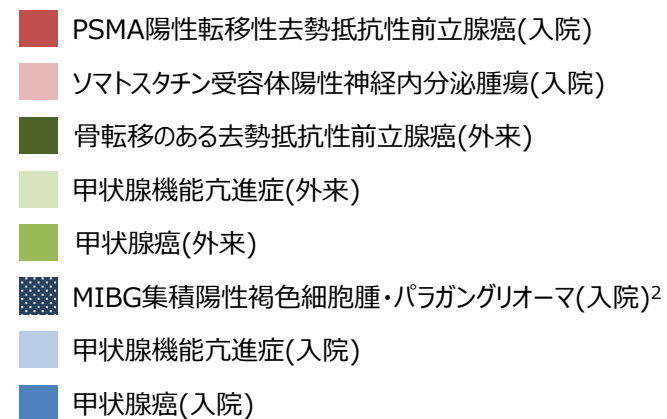 PSMA陽性転移性去勢抵抗性前立腺癌(入院)
ソマトスタチン受容体陽性神経内分泌腫瘍(入院)
骨転移のある去勢抵抗性前立腺癌(外来)
甲状腺機能亢進症(外来)
甲状腺癌(外来)
MIBG集積陽性褐色細胞腫・パラガングリオーマ(入院)2
甲状腺機能亢進症(入院)
甲状腺癌(入院)